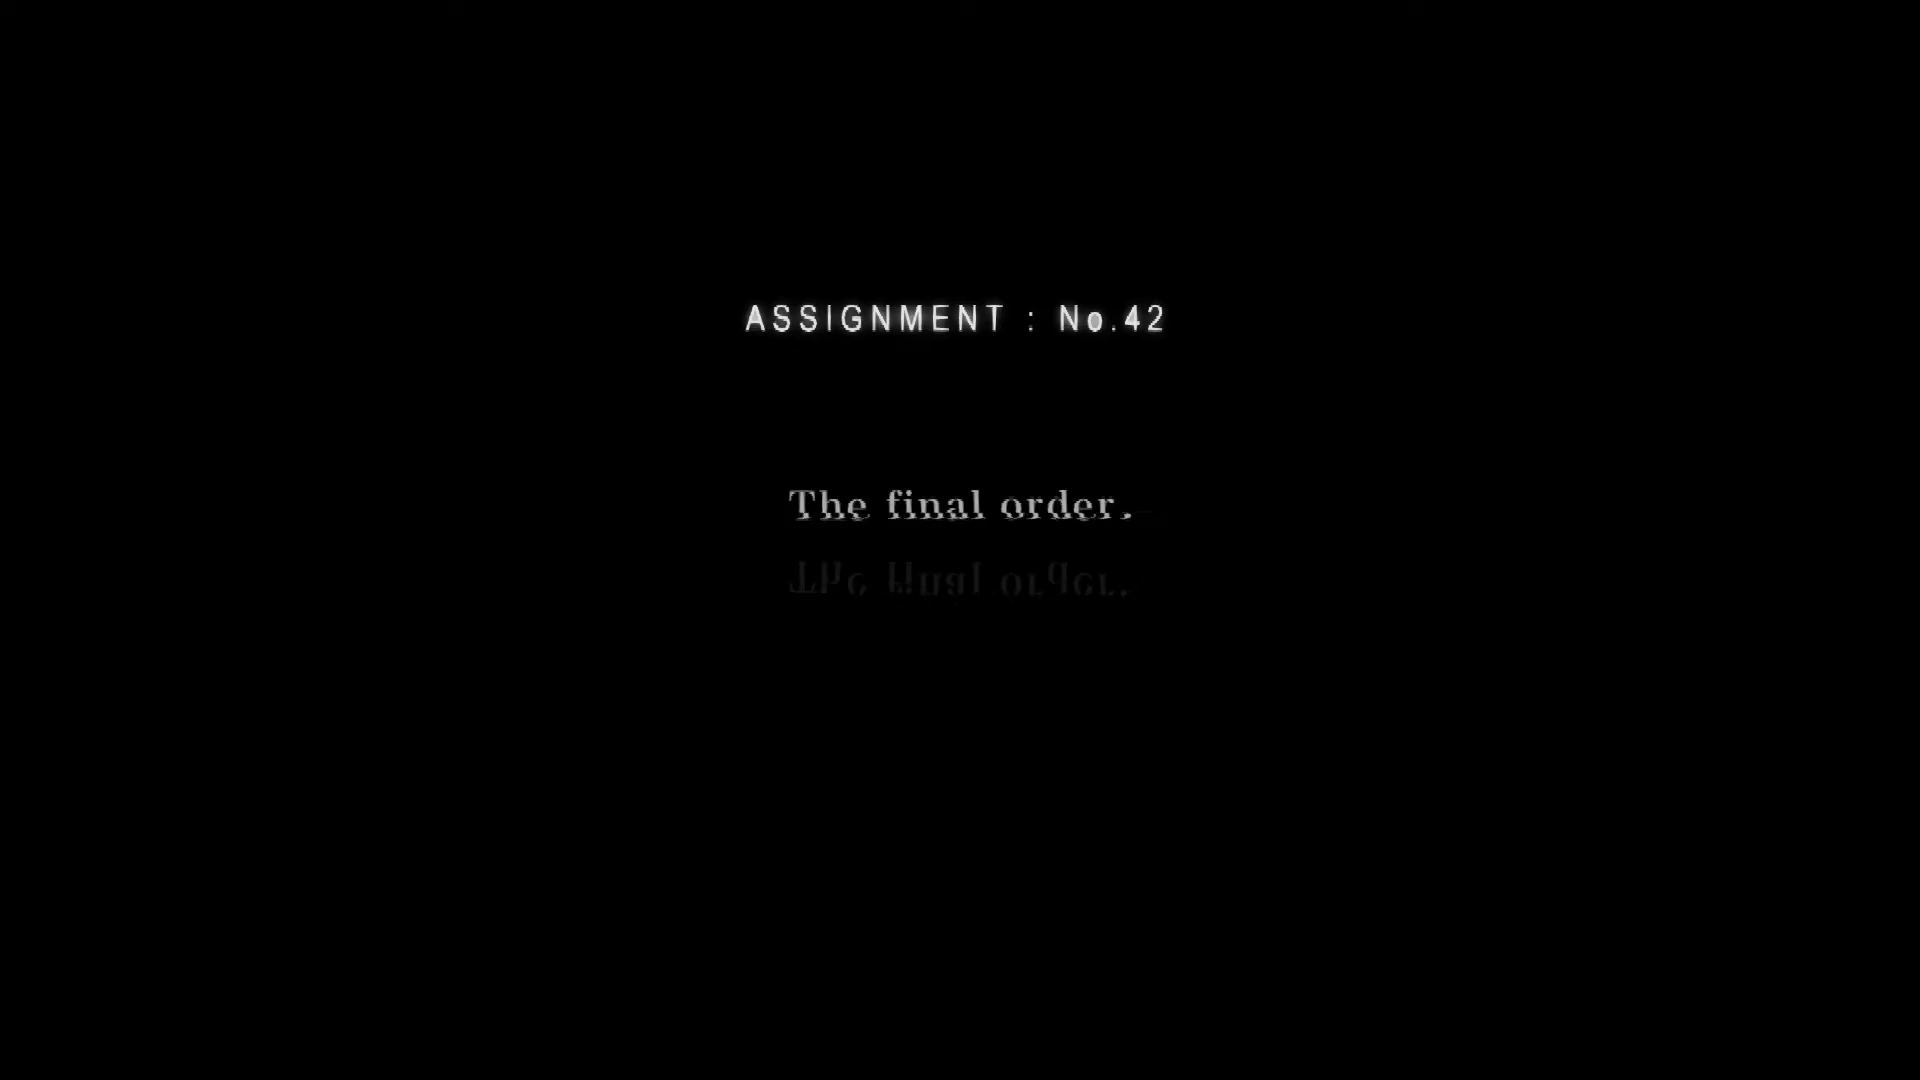 ASSIGNMENT : No.42
The final order.